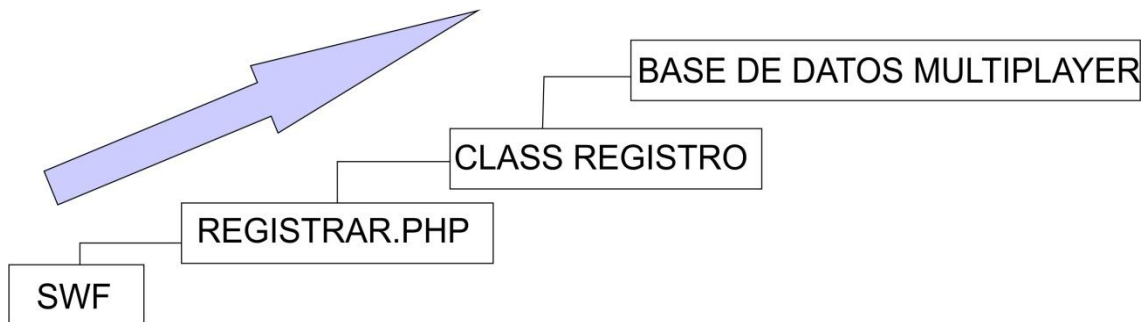 BASE DE DATOS MULTIPLAYER
CLASS REGISTRO
REGISTRAR.PHP
SWF